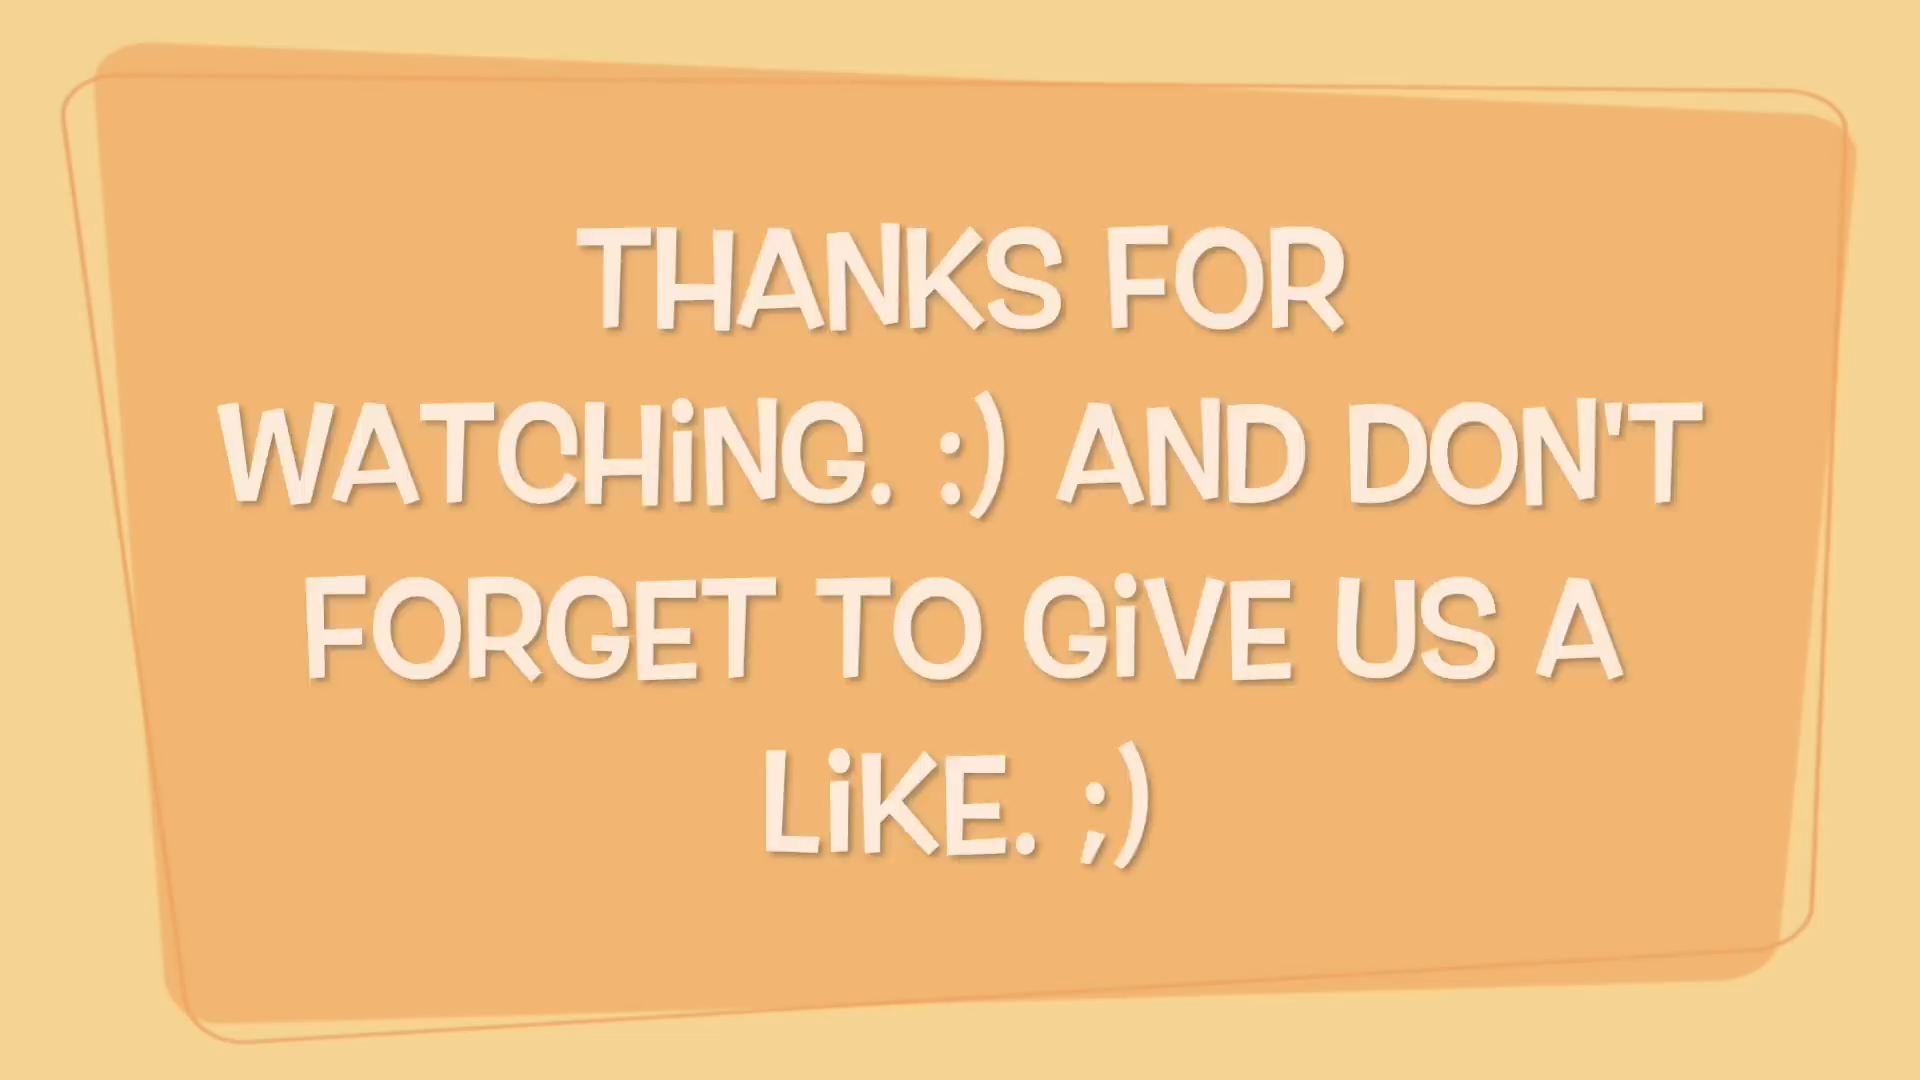 THANKS FOR
WATCHiNG. :) AND DON'T
FORGET TO GiVE US A
LiKE. ;)